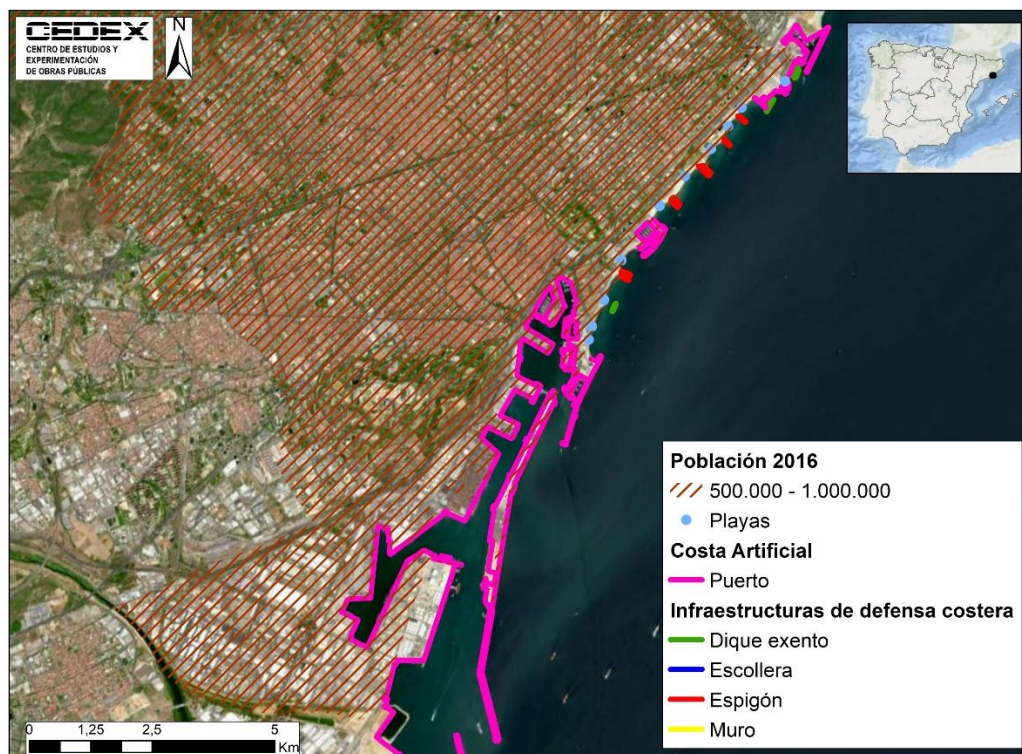 CEDEX
CENTRO DE ESTUDIOS Y
EXPERIMENTACIÓN
DE OBRAS PÚBLICAS
N
Población 2016
500.000 - 1.000.000
Playas
Costa Artificial
Puerto
Infraestructuras de defensa costera
Dique exento
Escollera
Espigón
Muro
0 1,25 2,5 5
Km